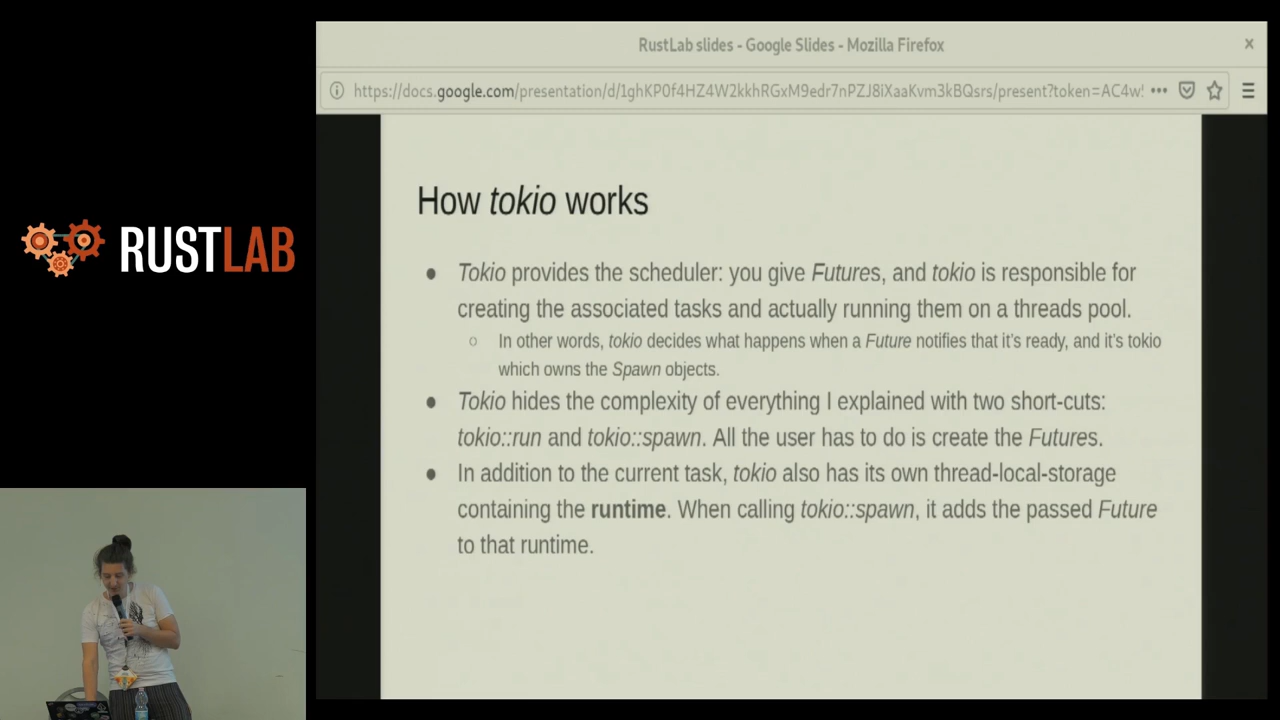 RUSTLAB
RustLab slides - Google Slides - Mozilla Firefox
https://docs.google.com/presentation/d/1ghKP0f4HZ4W2kkhRGxM9edr7nPZJ8iXaaKvm3kBQsrs/present?token=AC4w!
How tokio works
● Tokio provides the scheduler: you give Futures, and tokio is responsible for
creating the associated tasks and actually running them on a threads pool.
○ In other words, tokio decides what happens when a Future notifies that it's ready, and it's tokio
which owns the Spawn objects.
● Tokio hides the complexity of everything I explained with two short-cuts:
tokio::run and tokio::spawn. All the user has to do is create the Futures.
● In addition to the current task, tokio also has its own thread-local-storage
containing the runtime. When calling tokio::spawn, it adds the passed Future
to that runtime.